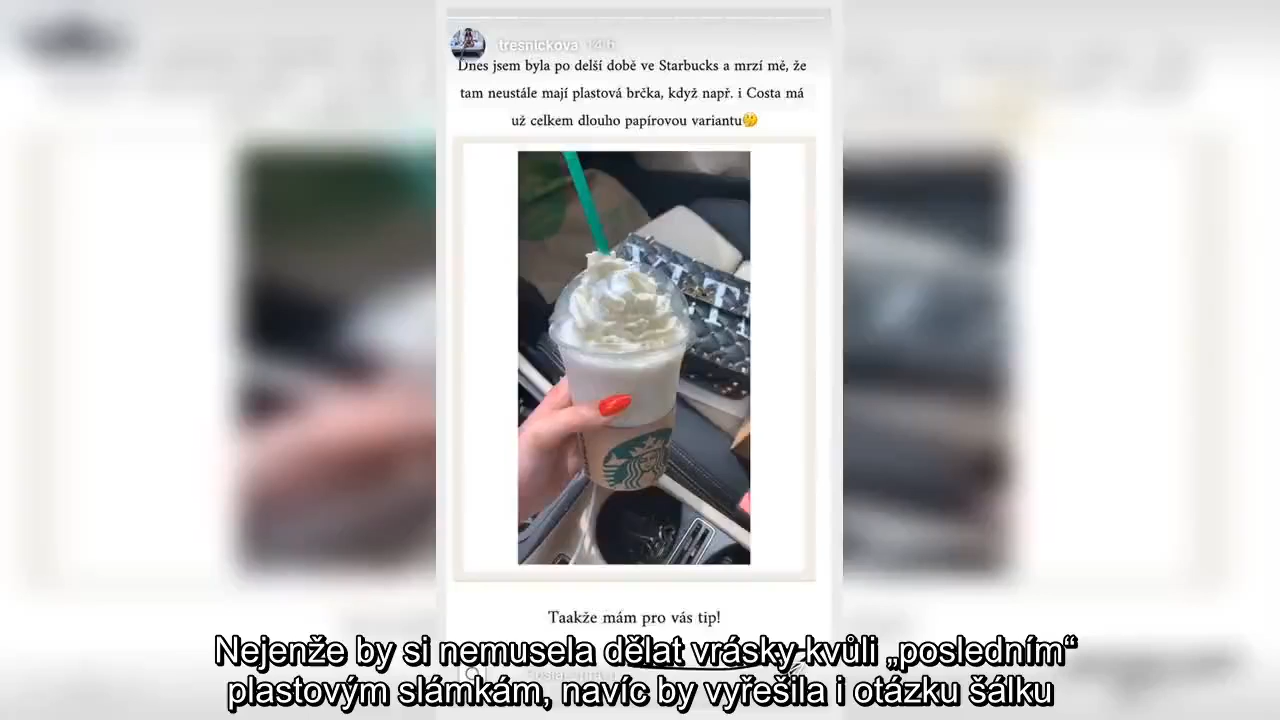 tresnickova 14 h
Dnes jsem byla po delší době ve Starbucks a mrzí mě, že
tam neustále mají plastová brčka, když např. i Costa má
už celkem dlouho papírovou variantu🤔
Taakže mám pro vás tip!
Nejenže by si nemusela dělat vrásky kvůli „posledním“
plastovým slámkám, navíc by vyřešila i otázku šálku